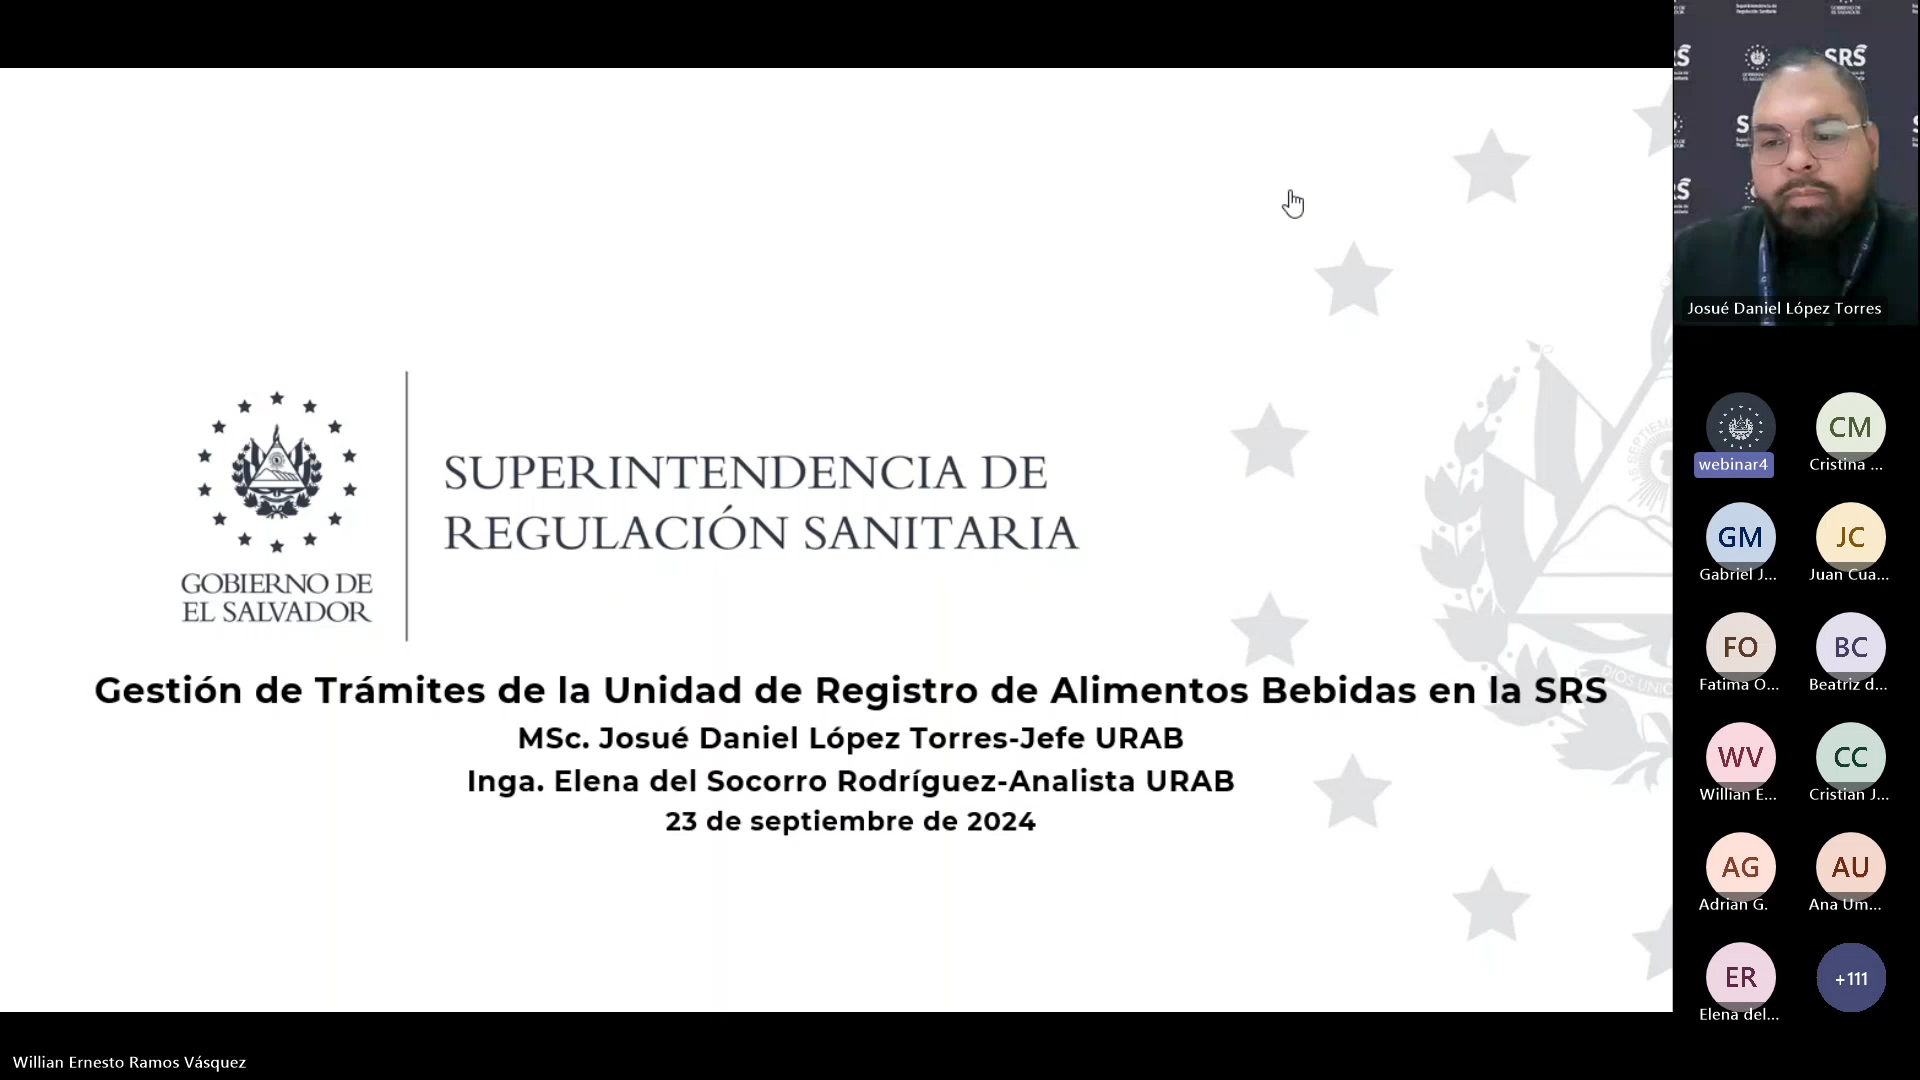 GOBIERNO DE
EL SALVADOR
SUPERINTENDENCIA DE
REGULACIÓN SANITARIA
Gestión de Trámites de la Unidad de Registro de Alimentos Bebidas en la SRS
MSc. Josué Daniel López Torres-Jefe URAB
Inga. Elena del Socorro Rodríguez-Analista URAB
23 de septiembre de 2024
SRS
Josué Daniel López Torres
webinar4
CM
Cristina ...
GM
Gabriel J...
JC
Juan Cua...
FO
Fatima O...
BC
Beatriz d...
WV
Willian E...
CC
Cristian J...
AG
Adrian G.
AU
Ana Um...
ER
Elena del...
+111
Willian Ernesto Ramos Vásquez